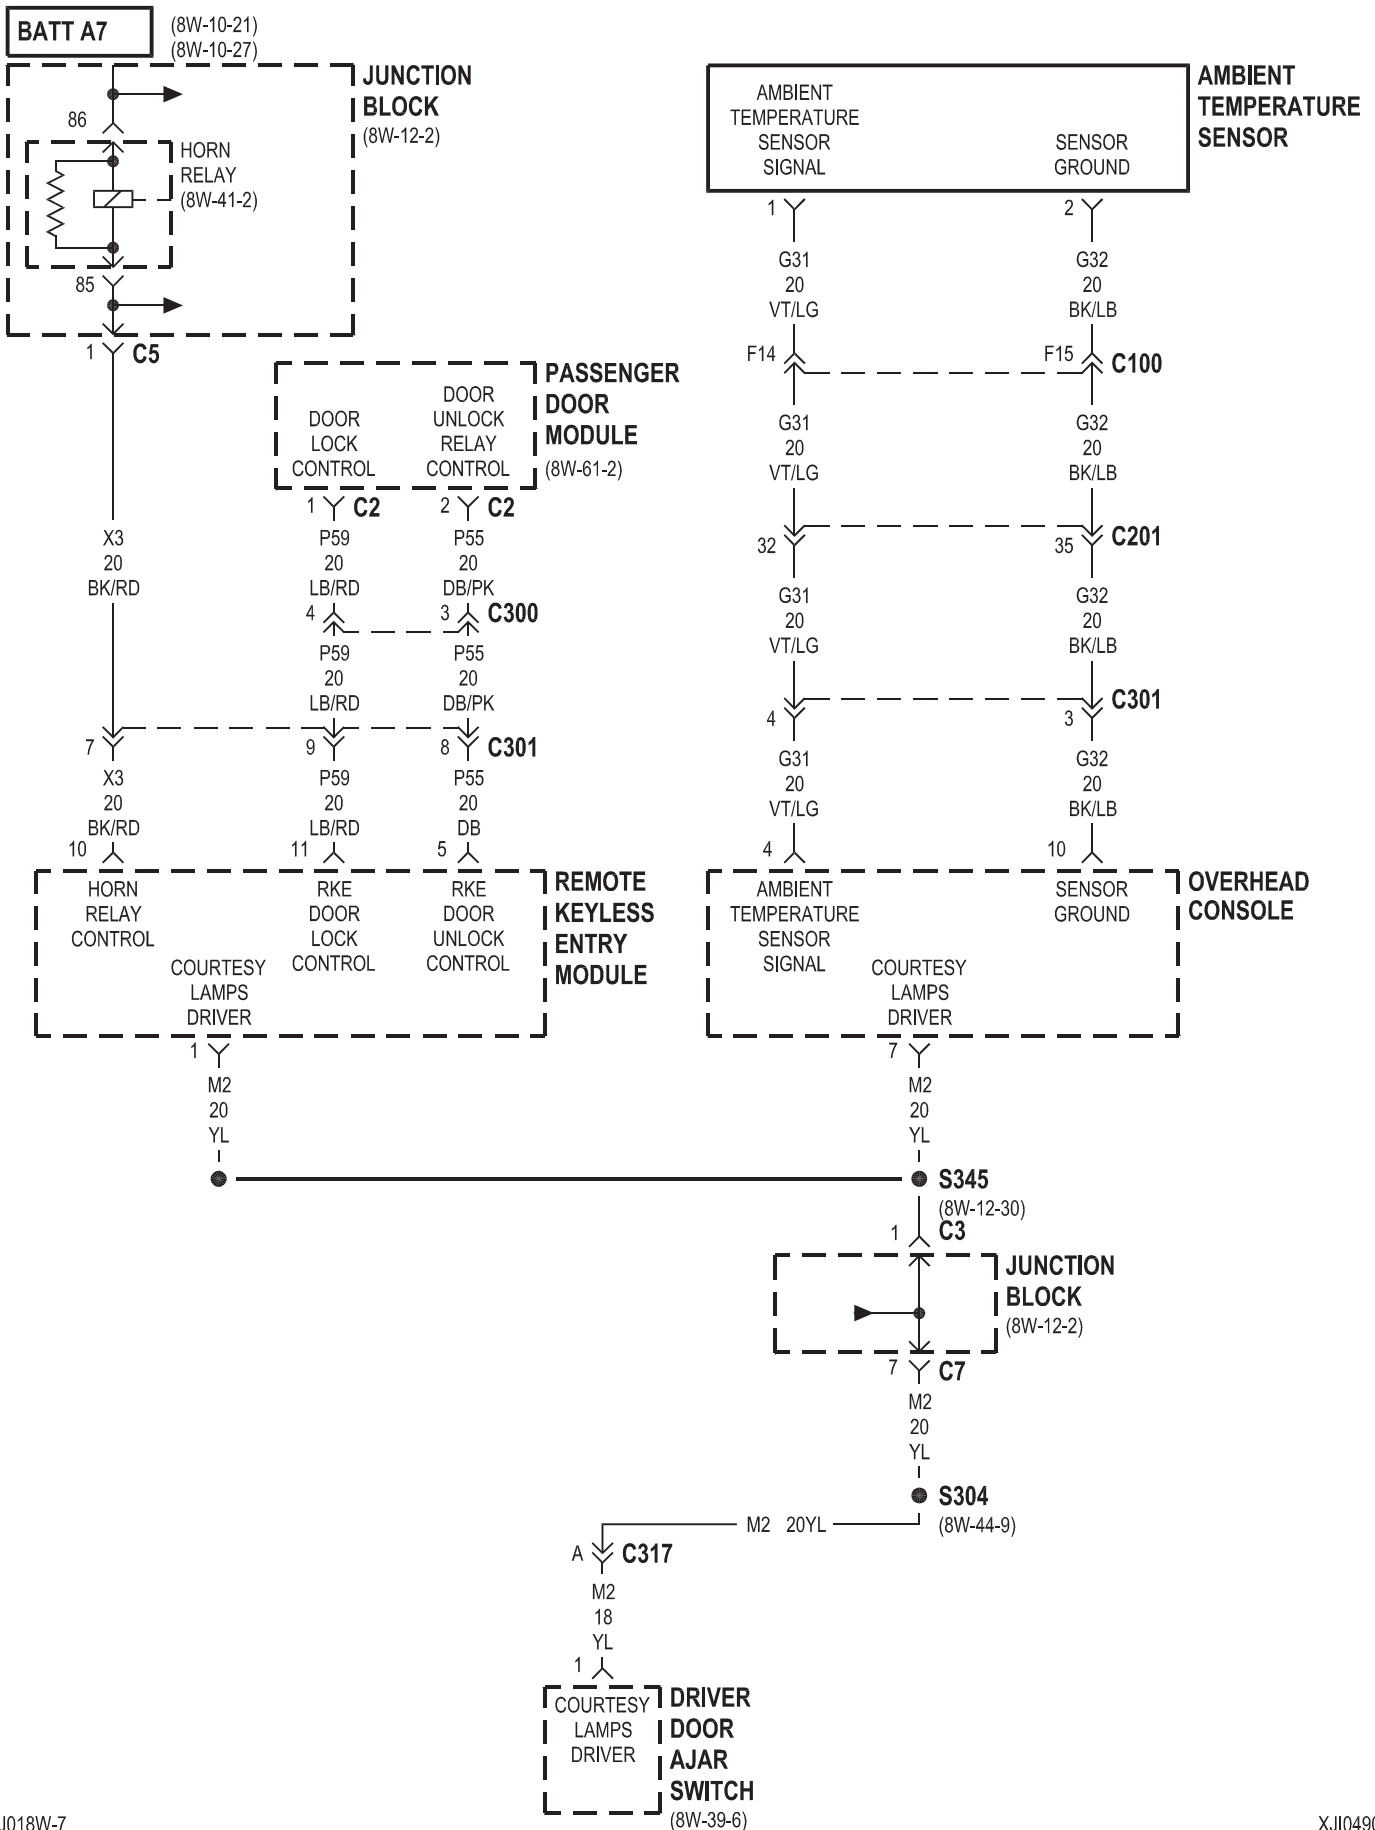 BATT A7
(8W-10-21)
(8W-10-27)
JUNCTION
BLOCK
(8W-12-2)
86
HORN
RELAY
(8W-41-2)
85
1
C5
AMBIENT
TEMPERATURE
SENSOR
AMBIENT
TEMPERATURE
SENSOR
SIGNAL
SENSOR
GROUND
1
2
G31
20
VT/LG
G32
20
BK/LB
F14
F15
C100
PASSENGER
DOOR
MODULE
(8W-61-2)
DOOR
LOCK
CONTROL
DOOR
UNLOCK
RELAY
CONTROL
1
C2
2
C2
G31
20
VT/LG
G32
20
BK/LB
X3
20
BK/RD
P59
20
LB/RD
P55
20
DB/PK
32
35
C201
4
3
C300
P59
20
LB/RD
P55
20
DB/PK
G31
20
VT/LG
G32
20
BK/LB
7
9
8
C301
4
3
C301
X3
20
BK/RD
P59
20
LB/RD
P55
20
DB
G31
20
VT/LG
G32
20
BK/LB
10
11
5
4
10
HORN
RELAY
CONTROL
RKE
DOOR
LOCK
CONTROL
RKE
DOOR
UNLOCK
CONTROL
COURTESY
LAMPS
DRIVER
REMOTE
KEYLESS
ENTRY
MODULE
AMBIENT
TEMPERATURE
SENSOR
SIGNAL
SENSOR
GROUND
COURTESY
LAMPS
DRIVER
OVERHEAD
CONSOLE
1
7
M2
20
YL
M2
20
YL
S345
(8W-12-30)
1
C3
JUNCTION
BLOCK
(8W-12-2)
7
C7
M2
20
YL
S304
(8W-44-9)
M2 20YL
A
C317
M2
18
YL
1
COURTESY
LAMPS
DRIVER
DRIVER
DOOR
AJAR
SWITCH
(8W-39-6)
J018W-7
XJI0490